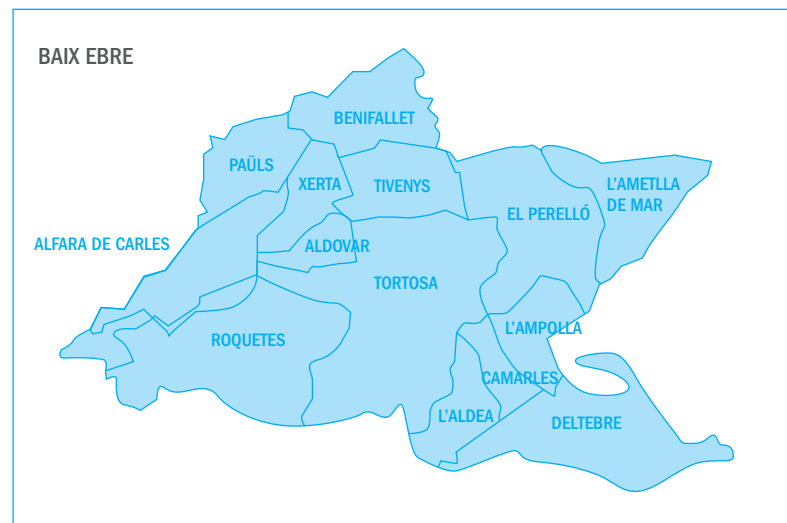 BAIX EBRE
BENIFALLET
PAÜLS
XERTA
TIVENYS
L'AMETLLA
DE MAR
EL PERELLÓ
ALFARA DE CARLES
ALDOVAR
TORTOSA
L'AMPOLLA
ROQUETES
CAMARLES
L'ALDEA
DELTEBRE